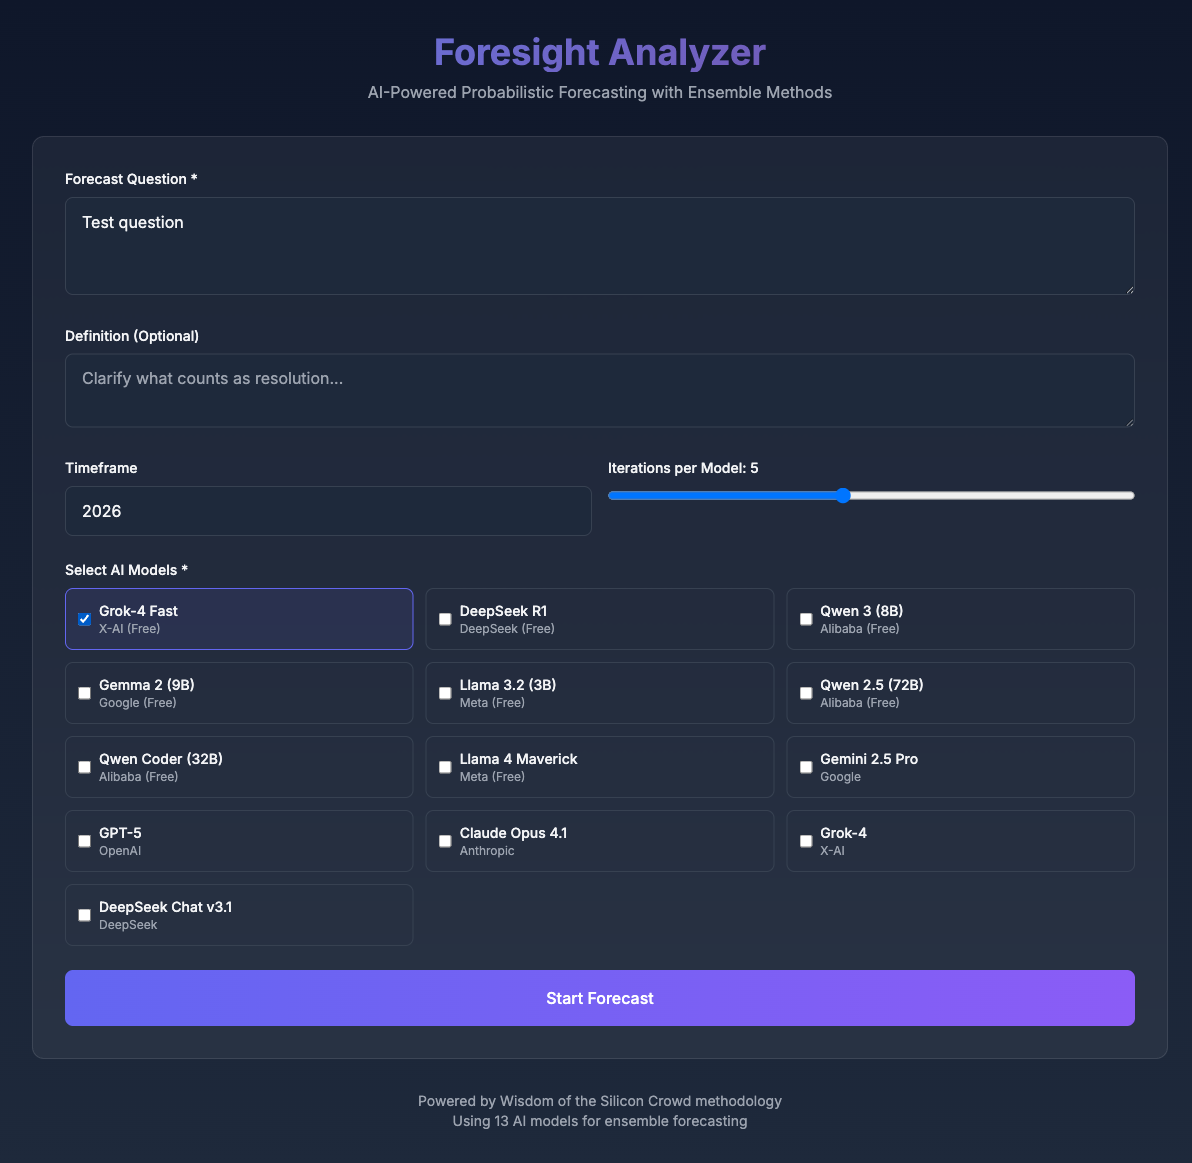 Foresight Analyzer
AI-Powered Probabilistic Forecasting with Ensemble Methods
Forecast Question *
Test question
Definition (Optional)
Clarify what counts as resolution...
Timeframe
Iterations per Model: 5
2026
Select AI Models *
Grok-4 Fast
X-AI (Free)
DeepSeek R1
DeepSeek (Free)
Qwen 3 (8B)
Alibaba (Free)
Gemma 2 (9B)
Google (Free)
Llama 3.2 (3B)
Meta (Free)
Qwen 2.5 (72B)
Alibaba (Free)
Qwen Coder (32B)
Alibaba (Free)
Llama 4 Maverick
Meta (Free)
Gemini 2.5 Pro
Google
GPT-5
OpenAI
Claude Opus 4.1
Anthropic
Grok-4
X-AI
DeepSeek Chat v3.1
DeepSeek
Start Forecast
Powered by Wisdom of the Silicon Crowd methodology
Using 13 AI models for ensemble forecasting